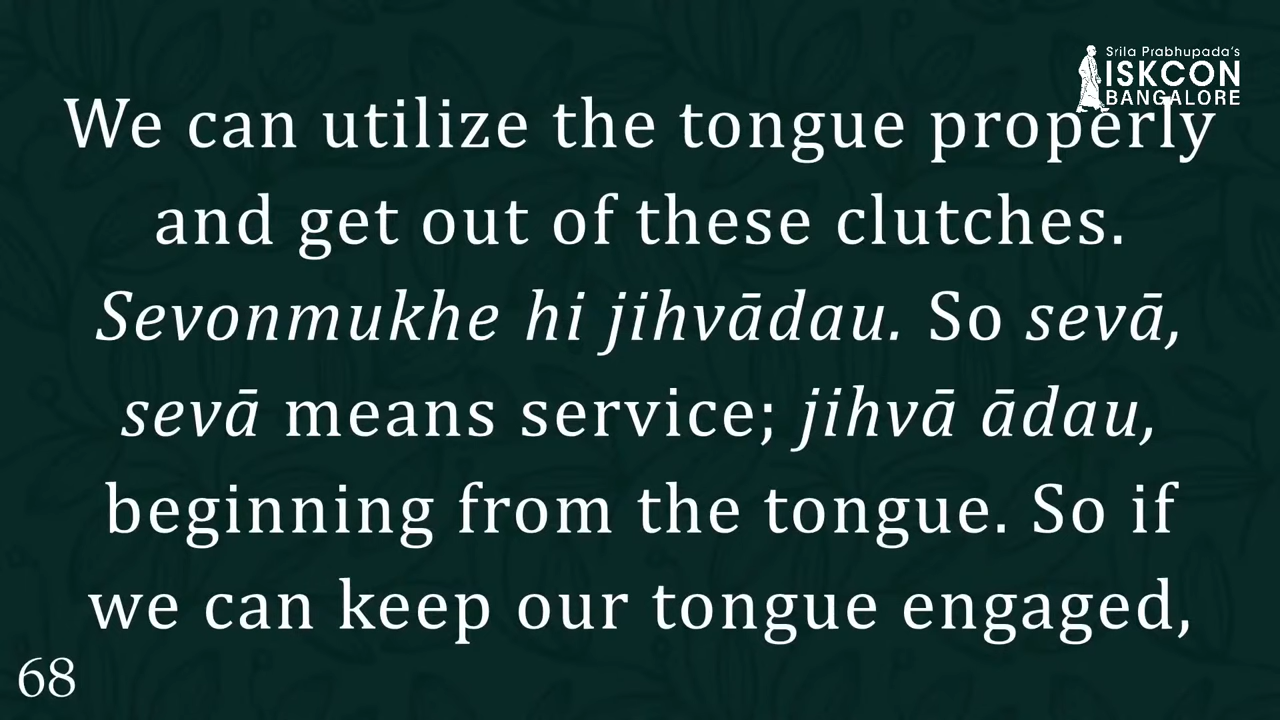 Srila Prabhupada's
ISKCON
BANGALORE
We can utilize the tongue properly
and get out of these clutches.
Sevonmukhe hi jihvādau. So sevā,
sevā means service; jihvā ādau,
beginning from the tongue. So if
we can keep our tongue engaged,
68